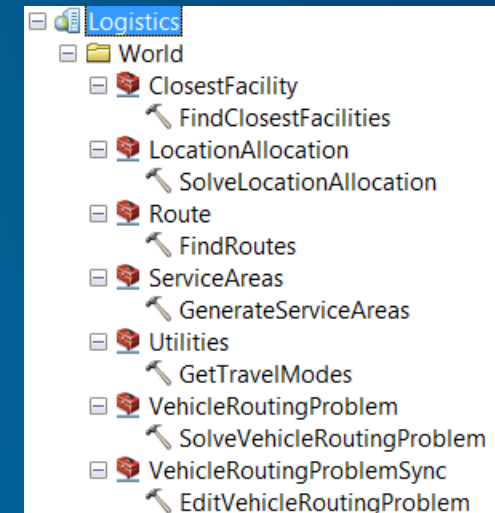 Logistics
World
ClosestFacility
FindClosestFacilities
LocationAllocation
SolveLocationAllocation
Route
FindRoutes
ServiceAreas
GenerateServiceAreas
Utilities
GetTravelModes
VehicleRoutingProblem
SolveVehicleRoutingProblem
VehicleRoutingProblemSync
EditVehicleRoutingProblem